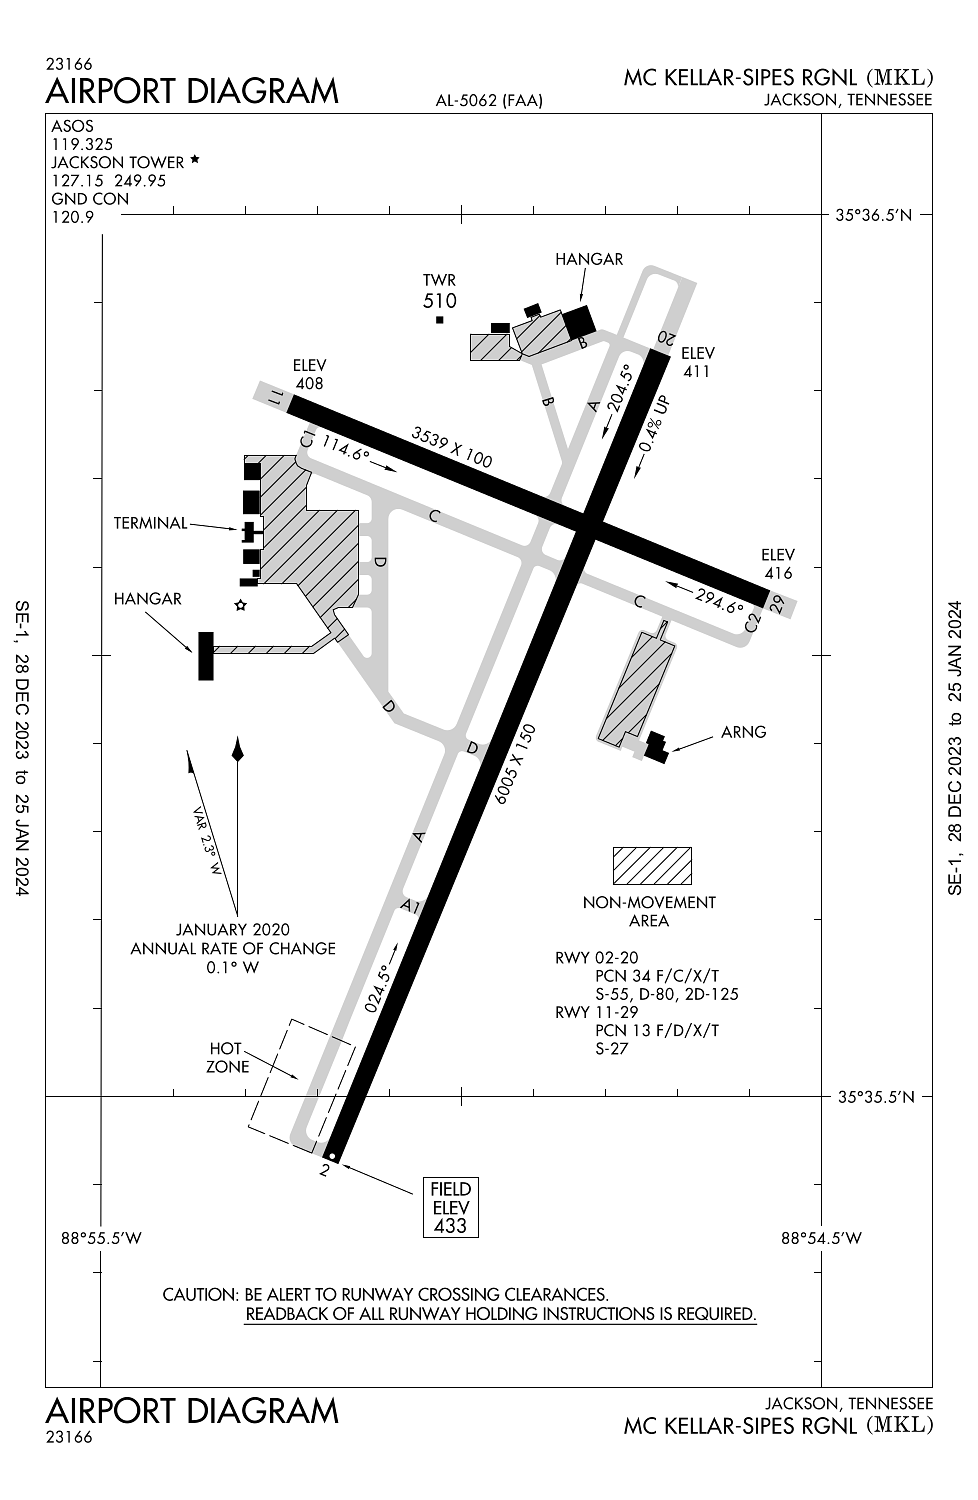 23166
AIRPORT DIAGRAM
AL-5062 (FAA)
MC KELLAR-SIPES RGNL (MKL)
JACKSON, TENNESSEE
ASOS
119.325
JACKSON TOWER ★
127.15 249.95
GND CON
120.9
35°36.5'N
HANGAR
TWR
510
20
ELEV
411
B
ELEV
408
11
204.5°
0.4% UP
A
B
C1
114.6°
3539 X 100
C
TERMINAL
D
ELEV
416
HANGAR
C
294.6°
29
C2
D
D
ARNG
6005 X 150
VAR 2.3° W
A
A1
NON-MOVEMENT
AREA
JANUARY 2020
ANNUAL RATE OF CHANGE
0.1° W
024.5°
RWY 02-20
PCN 34 F/C/X/T
S-55, D-80, 2D-125
RWY 11-29
PCN 13 F/D/X/T
S-27
HOT
ZONE
35°35.5'N
2
FIELD
ELEV
433
88°55.5'W
88°54.5'W
CAUTION: BE ALERT TO RUNWAY CROSSING CLEARANCES.
READBACK OF ALL RUNWAY HOLDING INSTRUCTIONS IS REQUIRED.
AIRPORT DIAGRAM
23166
JACKSON, TENNESSEE
MC KELLAR-SIPES RGNL (MKL)
SE-1, 28 DEC 2023 to 25 JAN 2024
SE-1, 28 DEC 2023 to 25 JAN 2024